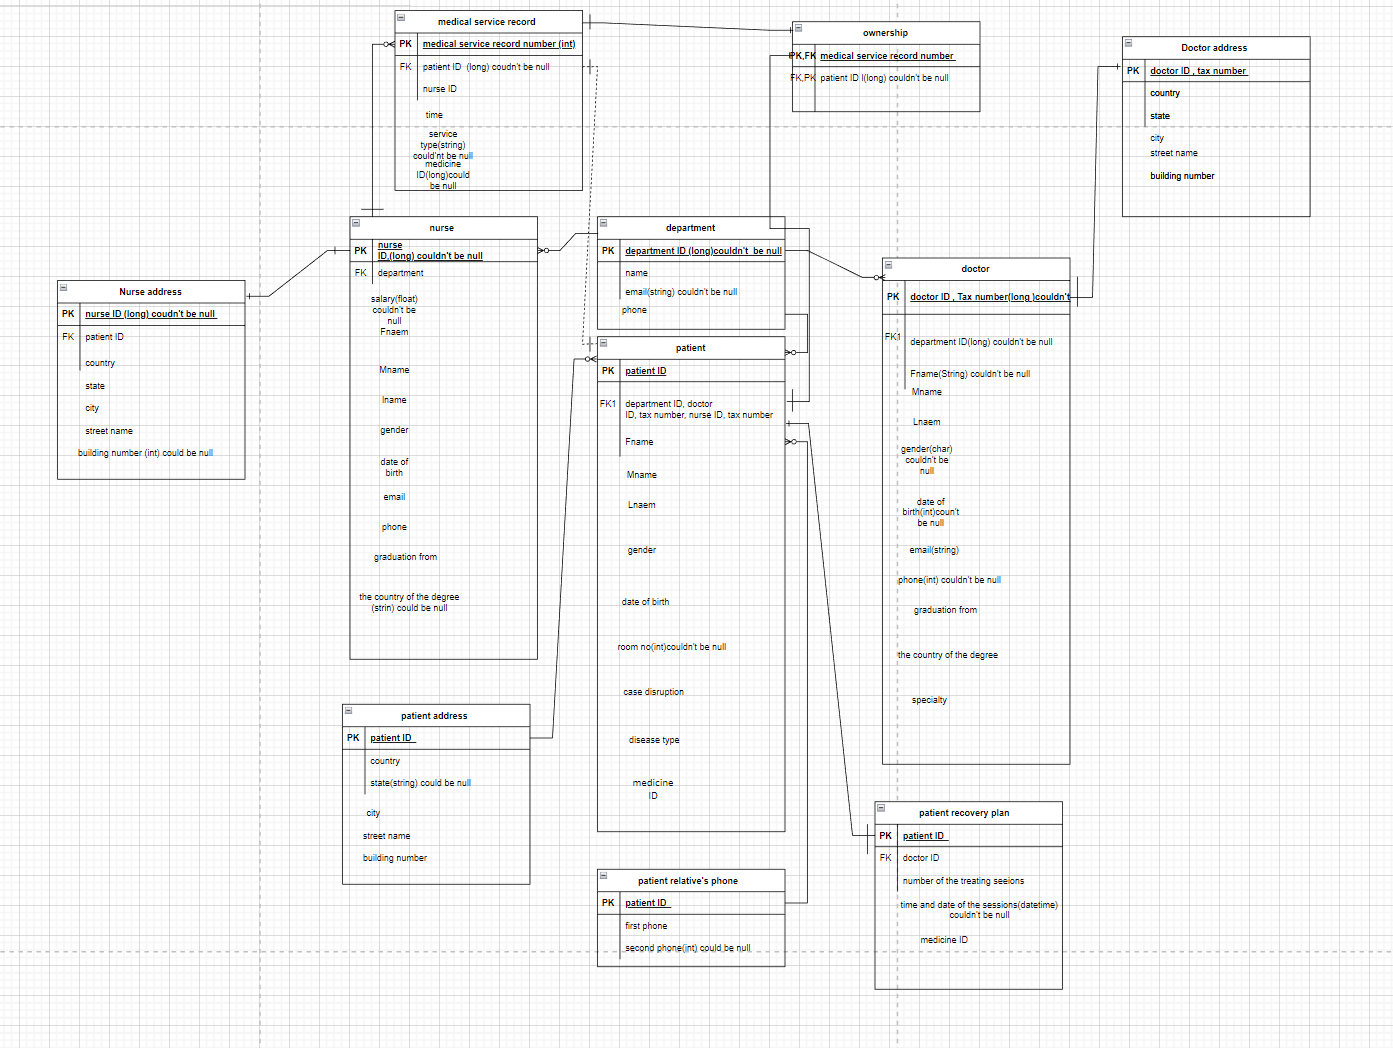 medical service record
PK medical service record number (int)
FK patient ID (long) coudn't be null
nurse ID
time
service
type(string)
could'nt be null
medicine
ID(long)could
be null
ownership
PK,FK medical service record number
FK,PK patient ID l(long) couldn't be null
Doctor address
PK doctor ID , tax number
country
state
city
street name
building number
nurse
PK nurse
ID,(long) couldn't be null
FK department
salary(float)
couldn't be
null
Fnaem
Mname
lname
gender
date of
birth
email
phone
graduation from
the country of the degree
(strin) could be null
department
PK department ID (long)couldn't be null
name
email(string) couldn't be null
phone
doctor
PK doctor ID , Tax number(long )couldn't
FK1 department ID(long) couldn't be null
Fname(String) couldn't be null
Mname
Lnaem
gender(char)
couldn't be
null
date of
birth(int)coun't
be null
email(string)
phone(int) couldn't be null
graduation from
the country of the degree
specialty
Nurse address
PK nurse ID (long) coudn't be null
FK patient ID
country
state
city
street name
building number (int) could be null
patient
PK patient ID
FK1 department ID, doctor
ID, tax number, nurse ID, tax number
Fname
Mname
Lnaem
gender
date of birth
room no(int)couldn't be null
case disruption
disease type
medicine
ID
patient address
PK patient ID
country
state(string) could be null
city
street name
building number
patient recovery plan
PK patient ID
FK doctor ID
number of the treating seeions
time and date of the sessions(datetime)
couldn't be null
medicine ID
patient relative's phone
PK patient ID
first phone
second phone(int) could be null